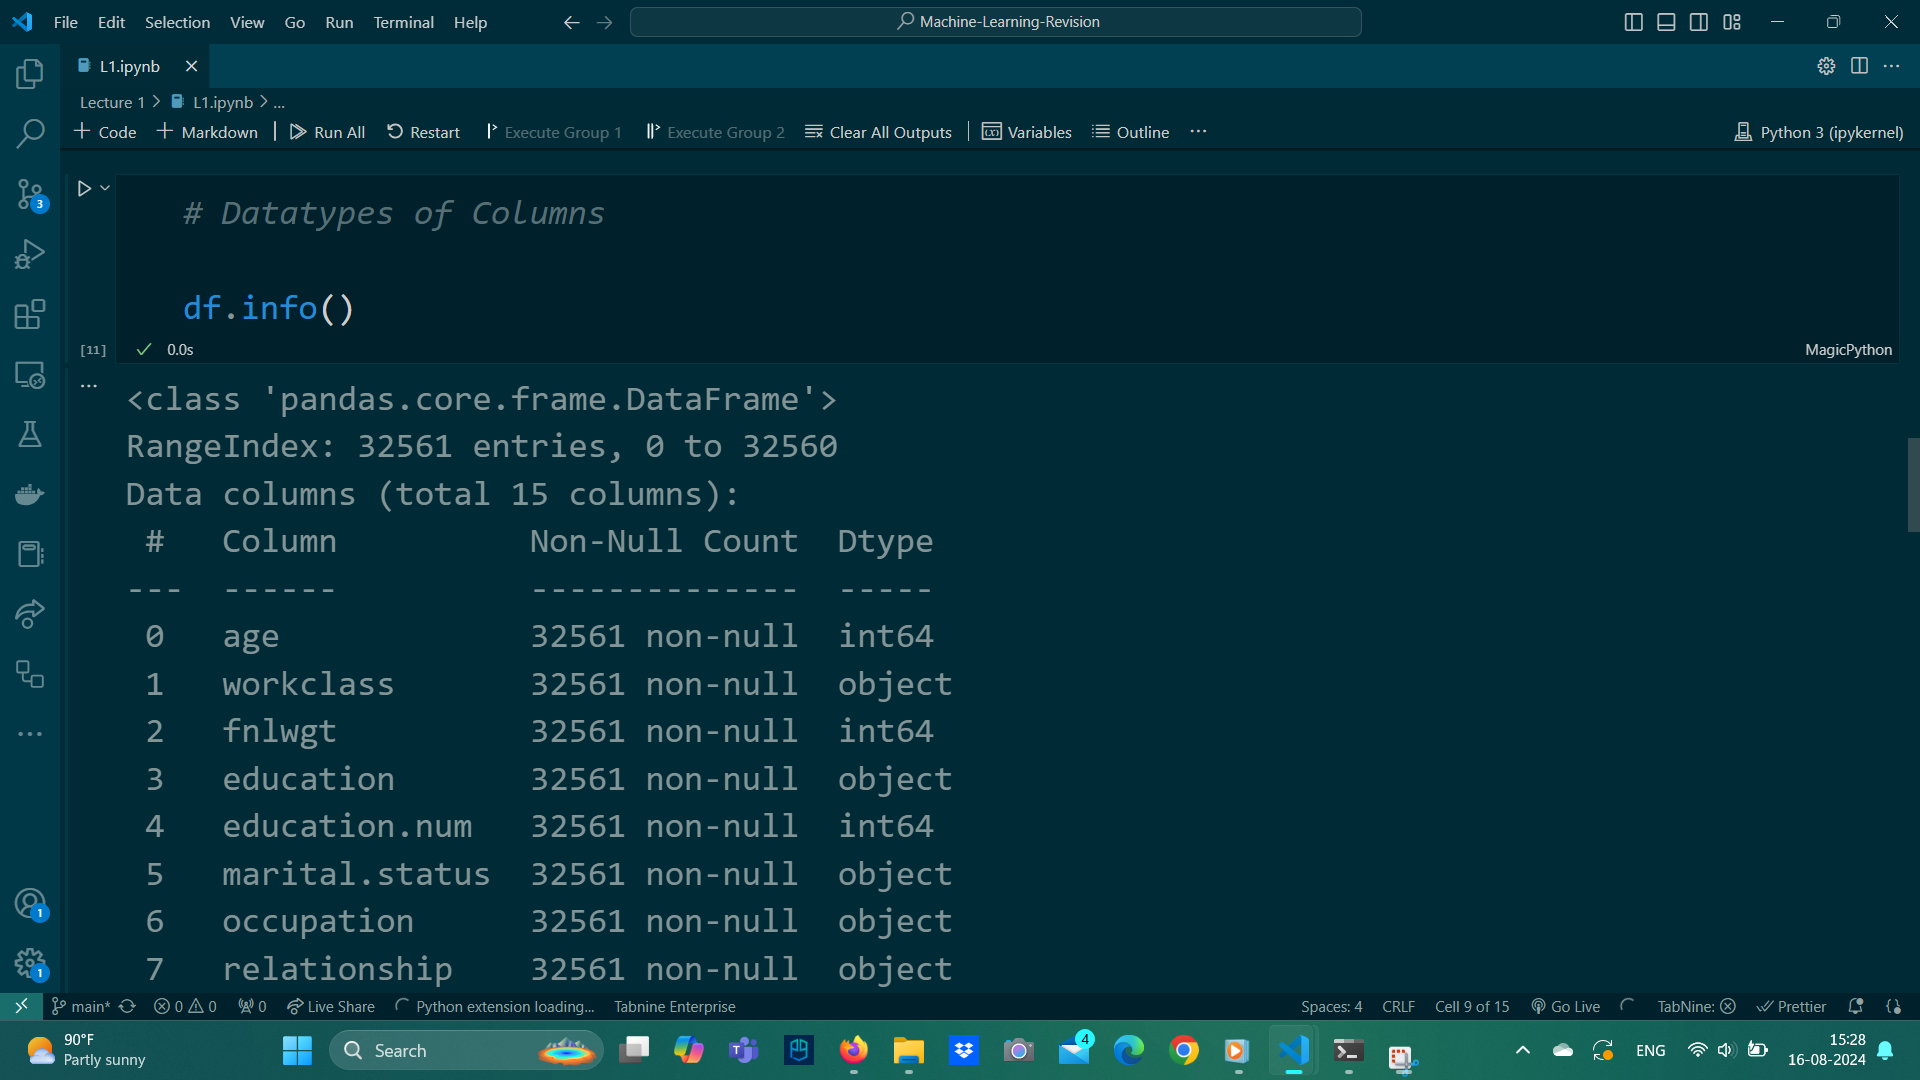 File Edit Selection View Go Run Terminal Help
Machine-Learning-Revision
L1.ipynb
Lecture 1 > L1.ipynb > ...
+ Code + Markdown | Run All Restart Execute Group 1 Execute Group 2 Clear All Outputs | Variables Outline ...
Python 3 (ipykernel)
3
# Datatypes of Columns
df.info()
[11] 0.0s
MagicPython
...
<class 'pandas.core.frame.DataFrame'>
RangeIndex: 32561 entries, 0 to 32560
Data columns (total 15 columns):
# Column Non-Null Count Dtype
--- ------ -------------- -----
0 age 32561 non-null int64
1 workclass 32561 non-null object
2 fnlwgt 32561 non-null int64
3 education 32561 non-null object
4 education.num 32561 non-null int64
5 marital.status 32561 non-null object
6 occupation 32561 non-null object
7 relationship 32561 non-null object
1
1
main* 0 0 0 Live Share Python extension loading... Tabnine Enterprise
Spaces: 4 CRLF Cell 9 of 15 Go Live TabNine: Prettier
90°F
Partly sunny
Search
4
ENG
15:28
16-08-2024